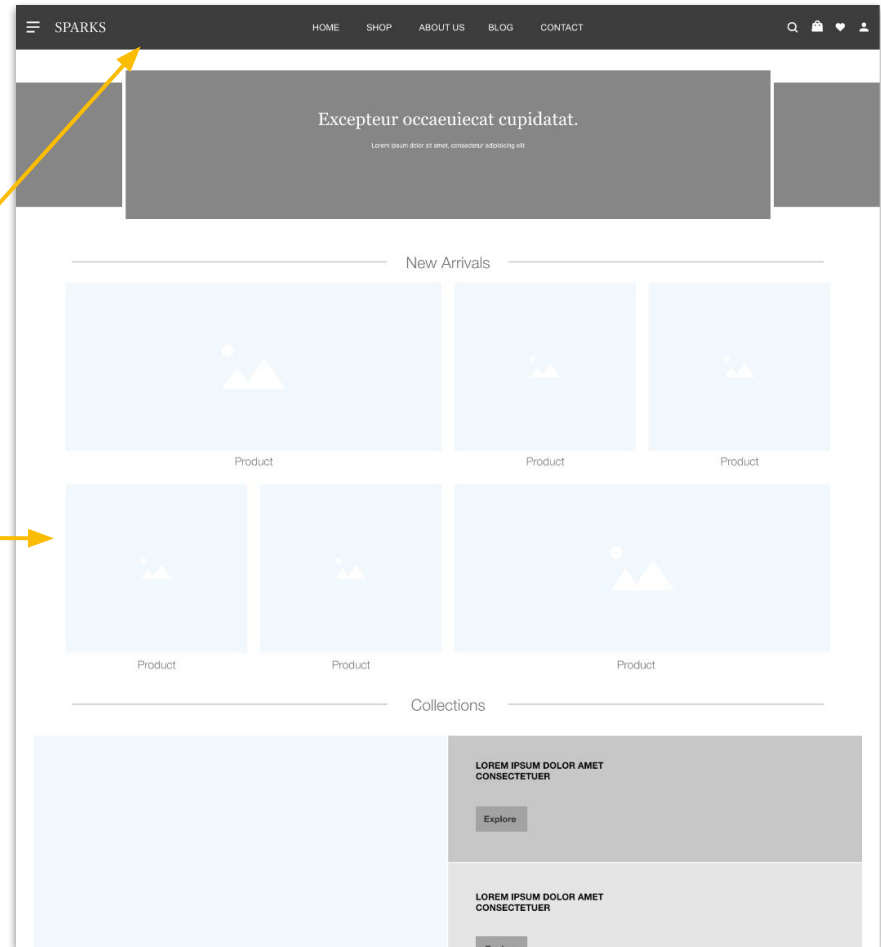 SPARKS HOME SHOP ABOUT US BLOG CONTACT
Excepteur occaeuiecat cupidatat.
Lorem ipsum dolor sit amet, consectetur adipisicing elit
New Arrivals
Product Product Product
Product Product Product
Collections
LOREM IPSUM DOLOR AMET
CONSECTETUER
Explore
LOREM IPSUM DOLOR AMET
CONSECTETUER